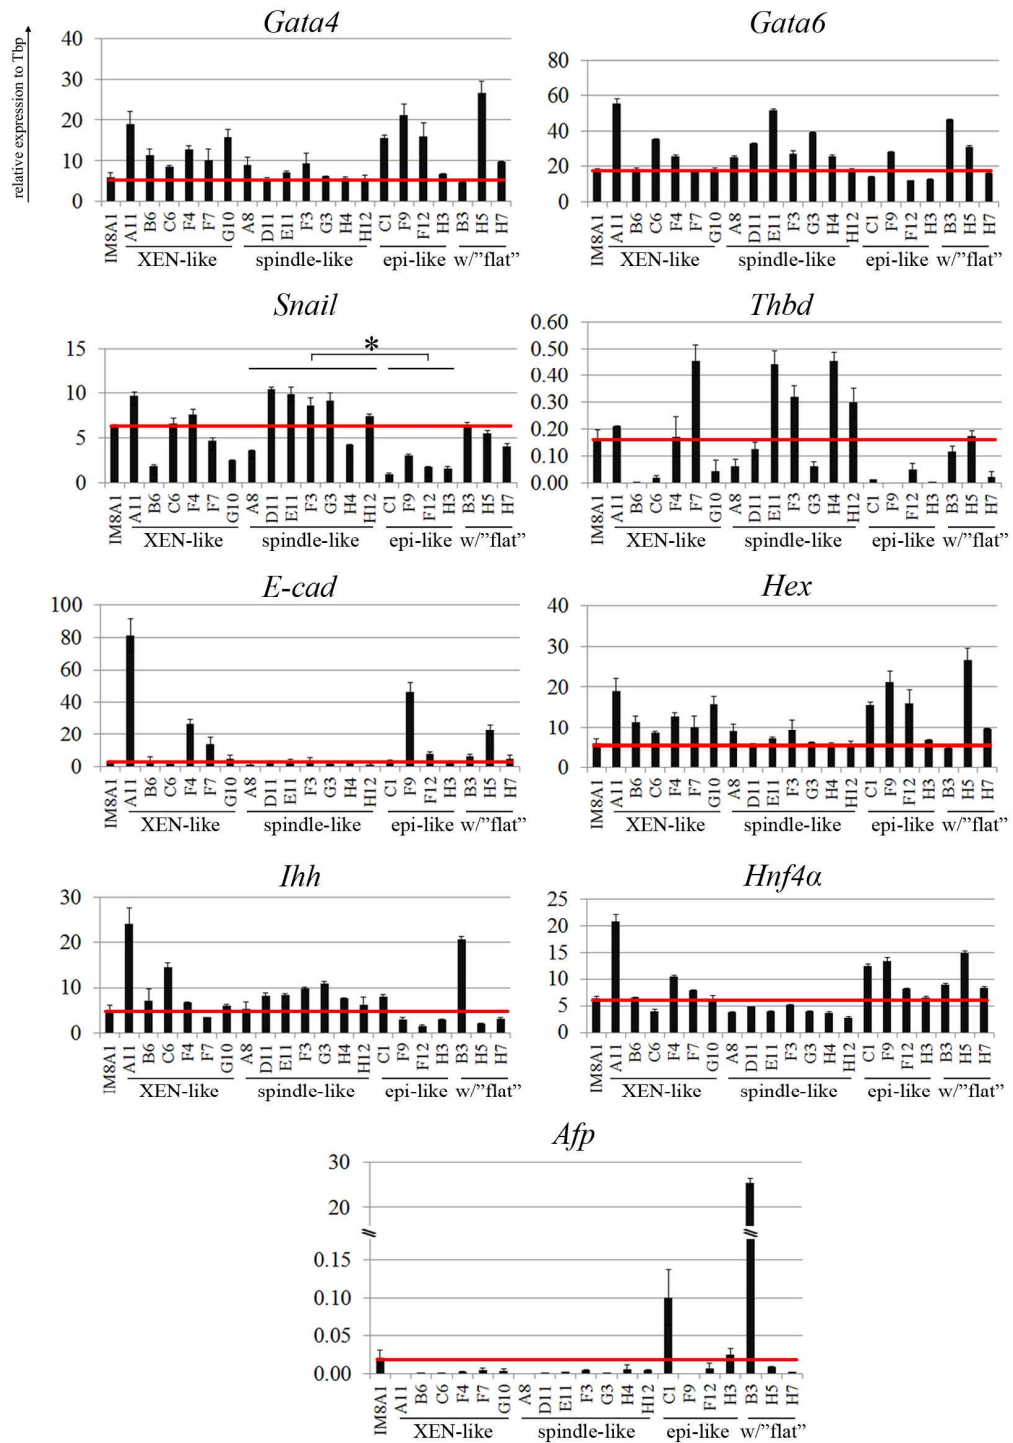 relative expression to Tbp
Gata4
40
30
20
10
0
IM8A1 A11 B6 C6 F4 F7 G10 A8 D11 E11 F3 G3 H4 H12 C1 F9 F12 H3 B3 H5 H7
XEN-like spindle-like epi-like w/”flat”
Gata6
80
60
40
20
0
IM8A1 A11 B6 C6 F4 F7 G10 A8 D11 E11 F3 G3 H4 H12 C1 F9 F12 H3 B3 H5 H7
XEN-like spindle-like epi-like w/”flat”
Snail
15
10
5
0
*
IM8A1 A11 B6 C6 F4 F7 G10 A8 D11 E11 F3 G3 H4 H12 C1 F9 F12 H3 B3 H5 H7
XEN-like spindle-like epi-like w/”flat”
Thbd
0.60
0.50
0.40
0.30
0.20
0.10
0.00
IM8A1 A11 B6 C6 F4 F7 G10 A8 D11 E11 F3 G3 H4 H12 C1 F9 F12 H3 B3 H5 H7
XEN-like spindle-like epi-like w/”flat”
E-cad
100
80
60
40
20
0
IM8A1 A11 B6 C6 F4 F7 G10 A8 D11 E11 F3 G3 H4 H12 C1 F9 F12 H3 B3 H5 H7
XEN-like spindle-like epi-like w/”flat”
Hex
40
30
20
10
0
IM8A1 A11 B6 C6 F4 F7 G10 A8 D11 E11 F3 G3 H4 H12 C1 F9 F12 H3 B3 H5 H7
XEN-like spindle-like epi-like w/”flat”
Ihh
30
20
10
0
IM8A1 A11 B6 C6 F4 F7 G10 A8 D11 E11 F3 G3 H4 H12 C1 F9 F12 H3 B3 H5 H7
XEN-like spindle-like epi-like w/”flat”
Hnf4α
25
20
15
10
5
0
IM8A1 A11 B6 C6 F4 F7 G10 A8 D11 E11 F3 G3 H4 H12 C1 F9 F12 H3 B3 H5 H7
XEN-like spindle-like epi-like w/”flat”
Afp
30
20
0.15
0.10
0.05
0.00
IM8A1 A11 B6 C6 F4 F7 G10 A8 D11 E11 F3 G3 H4 H12 C1 F9 F12 H3 B3 H5 H7
XEN-like spindle-like epi-like w/”flat”